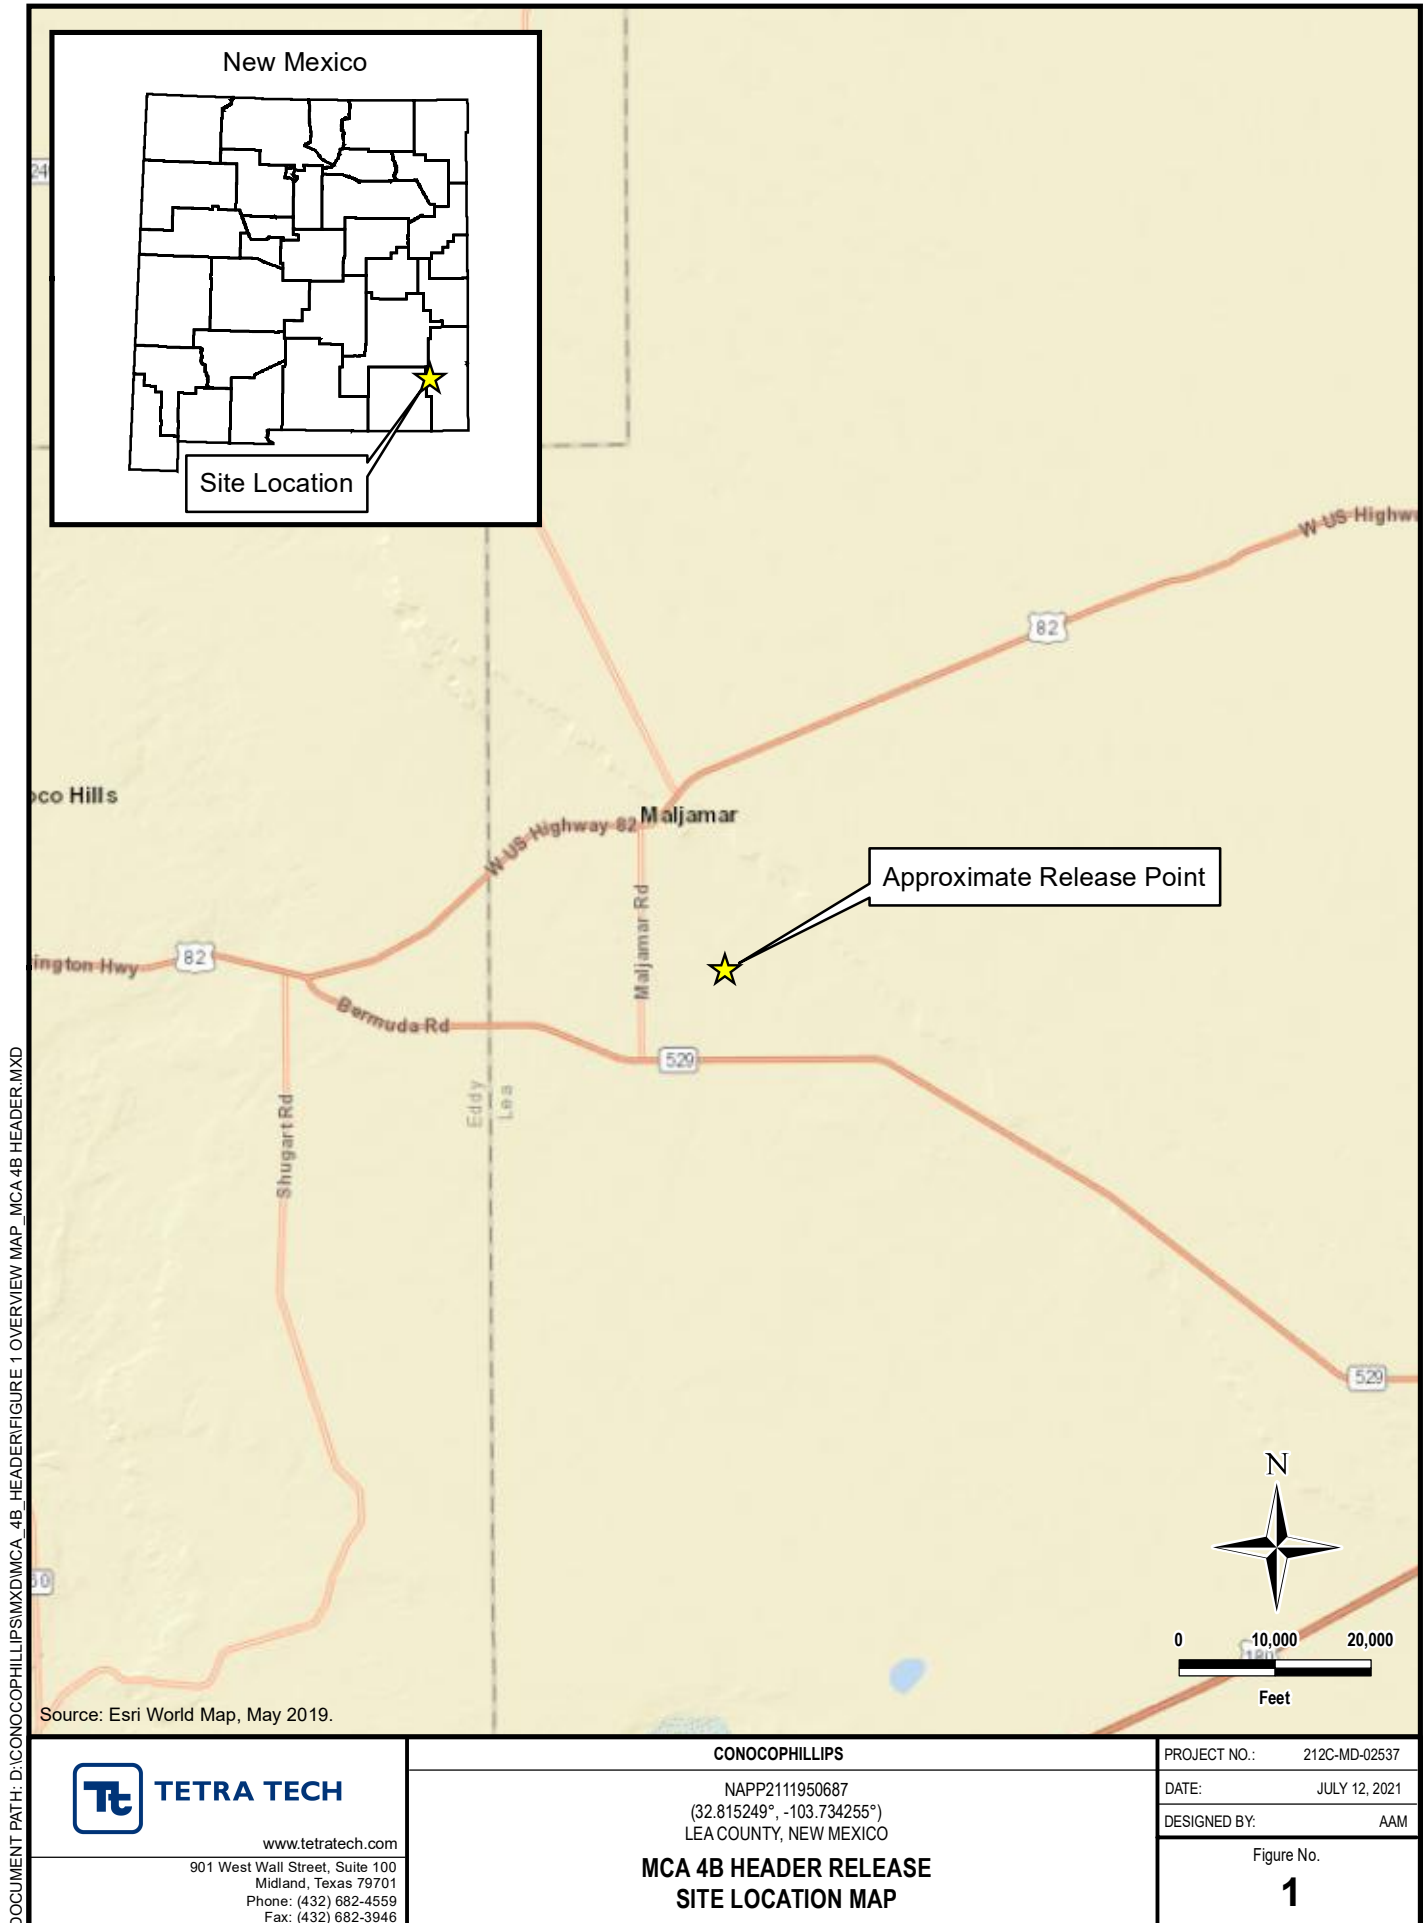 New Mexico
Site Location
W US Highw
82
oco Hills
Maljamar
W US Highway 82
Approximate Release Point
Maljamar Rd
82
ington Hwy
Bermuda Rd
529
Eddy
Lea
Shugart Rd
529
N
0 10,000 20,000
180
Feet
Source: Esri World Map, May 2019.
DOCUMENT PATH: D:\CONOCOPHILLIPS\MXD\MCA_4B_HEADER\FIGURE 1 OVERVIEW MAP_MCA 4B HEADER.MXD
Tt TETRA TECH
www.tetratech.com
901 West Wall Street, Suite 100
Midland, Texas 79701
Phone: (432) 682-4559
Fax: (432) 682-3946
CONOCOPHILLIPS
NAPP2111950687
(32.815249°, -103.734255°)
LEA COUNTY, NEW MEXICO
MCA 4B HEADER RELEASE
SITE LOCATION MAP
PROJECT NO.: 212C-MD-02537
DATE: JULY 12, 2021
DESIGNED BY: AAM
Figure No.
1